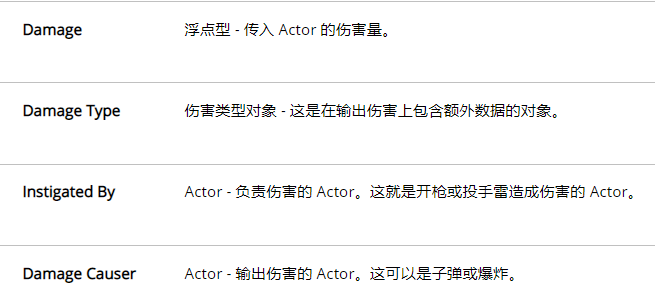 Damage 浮点型 - 传入 Actor 的伤害量。
Damage Type 伤害类型对象 - 这是在输出伤害上包含额外数据的对象。
Instigated By Actor - 负责伤害的 Actor。这就是开枪或投手雷造成伤害的 Actor。
Damage Causer Actor - 输出伤害的 Actor。这可以是子弹或爆炸。